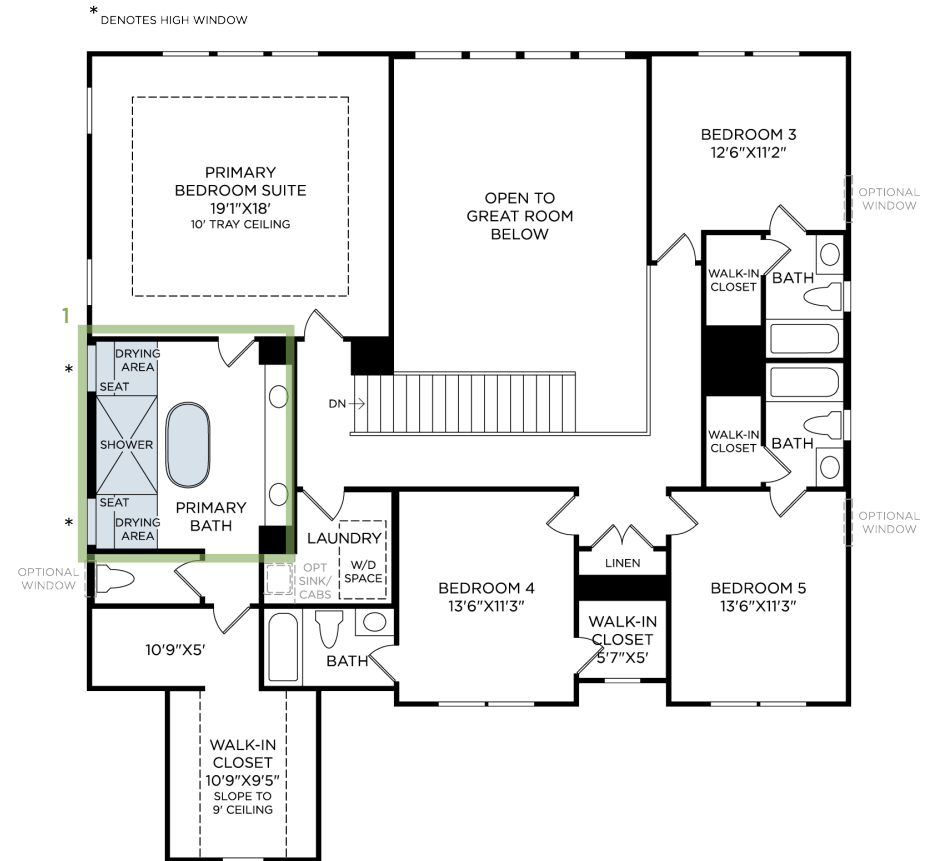 * DENOTES HIGH WINDOW
PRIMARY
BEDROOM SUITE
19'1"X18'
10' TRAY CEILING
OPEN TO
GREAT ROOM
BELOW
BEDROOM 3
12'6"X11'2"
OPTIONAL
WINDOW
WALK-IN
CLOSET
BATH
1
*
DRYING
AREA
SEAT
SHOWER
SEAT
DRYING
AREA
*
PRIMARY
BATH
DN
WALK-IN
CLOSET
BATH
OPTIONAL
WINDOW
LAUNDRY
W/D
SPACE
OPT
SINK/
CABS
OPTIONAL
WINDOW
LINEN
BEDROOM 4
13'6"X11'3"
BEDROOM 5
13'6"X11'3"
WALK-IN
CLOSET
5'7"X5'
10'9"X5'
BATH
WALK-IN
CLOSET
10'9"X9'5"
SLOPE TO
9' CEILING